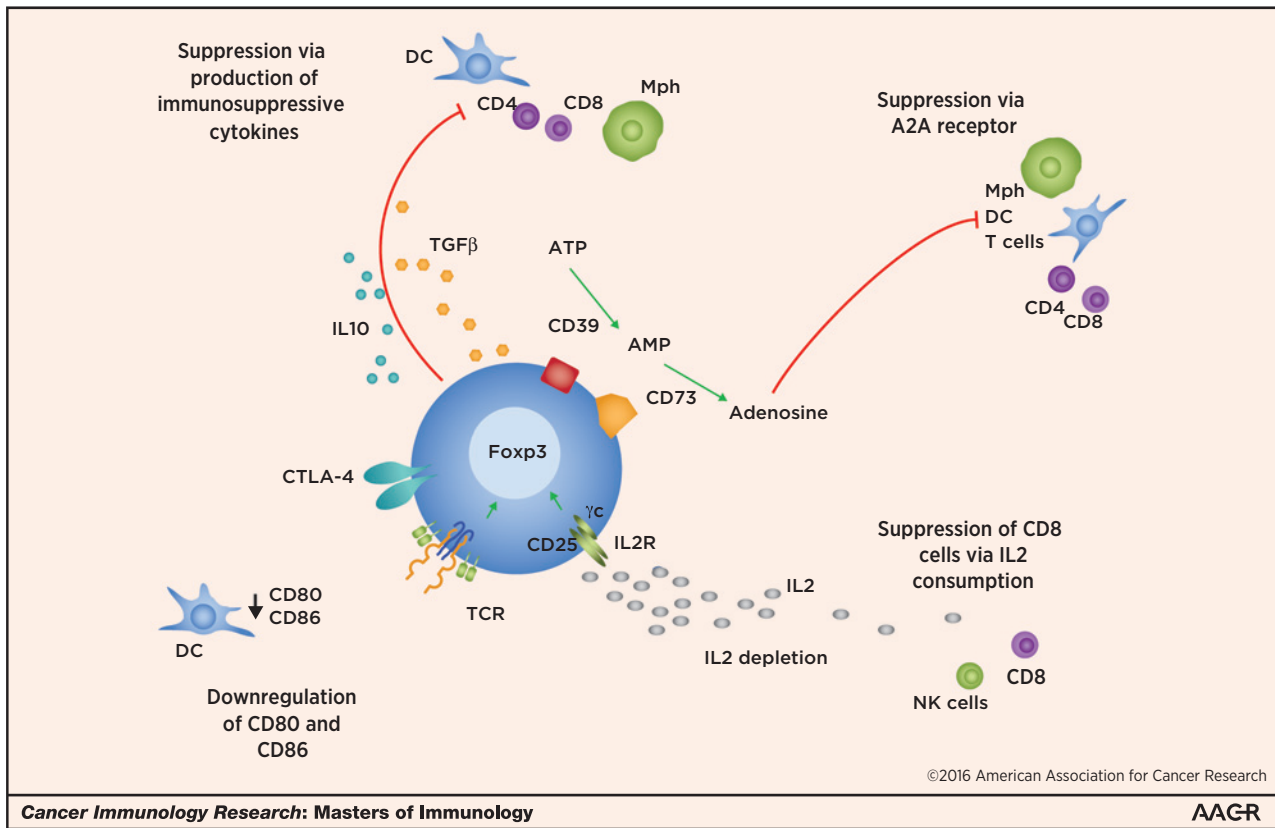 Suppression via
production of
immunosuppressive
cytokines
DC
CD4
CD8
Mph
Suppression via
A2A receptor
Mph
DC
T cells
CD4
CD8
TGFβ
ATP
IL10
CD39
AMP
CD73
Adenosine
Foxp3
CTLA-4
γc
CD25
IL2R
TCR
Suppression of CD8
cells via IL2
consumption
IL2
IL2 depletion
CD8
NK cells
CD80
CD86
DC
Downregulation
of CD80 and
CD86
©2016 American Association for Cancer Research
Cancer Immunology Research: Masters of Immunology
AACR